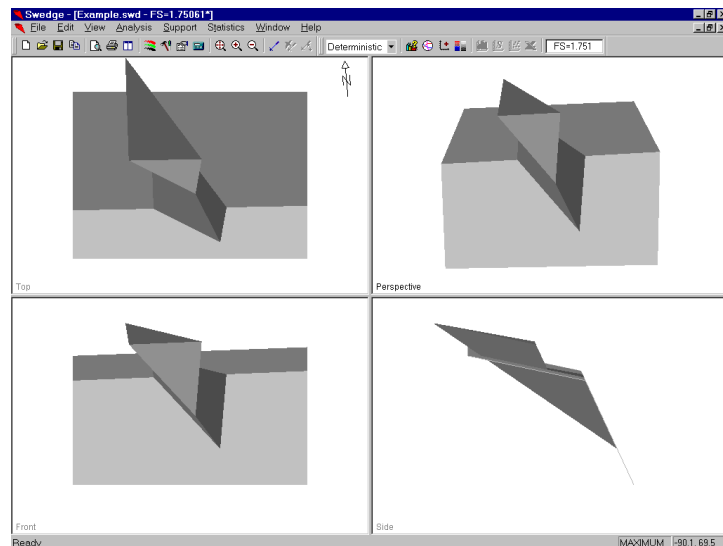 Swedge - [Example.swd - FS=1.75061*]
File Edit View Analysis Support Statistics Window Help
Deterministic FS=1.751
N
Top
Perspective
Front
Side
Ready MAXIMUM -90.1, 69.5